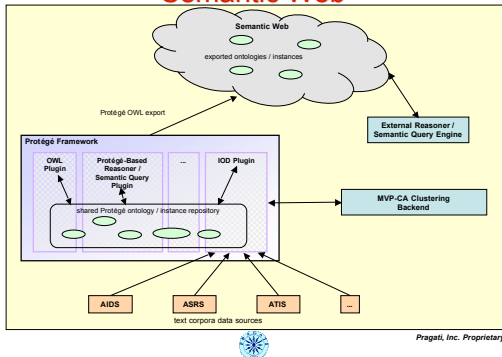 Semantic Web
Semantic Web
exported ontologies / instances
Protégé OWL export
External Reasoner /
Semantic Query Engine
Protégé Framework
OWL
Plugin
Protégé-Based
Reasoner /
Semantic Query
Plugin
...
IOD Plugin
shared Protégé ontology / instance repository
MVP-CA Clustering
Backend
AIDS
ASRS
ATIS
...
text corpora data sources
Pragati, Inc. Proprietary